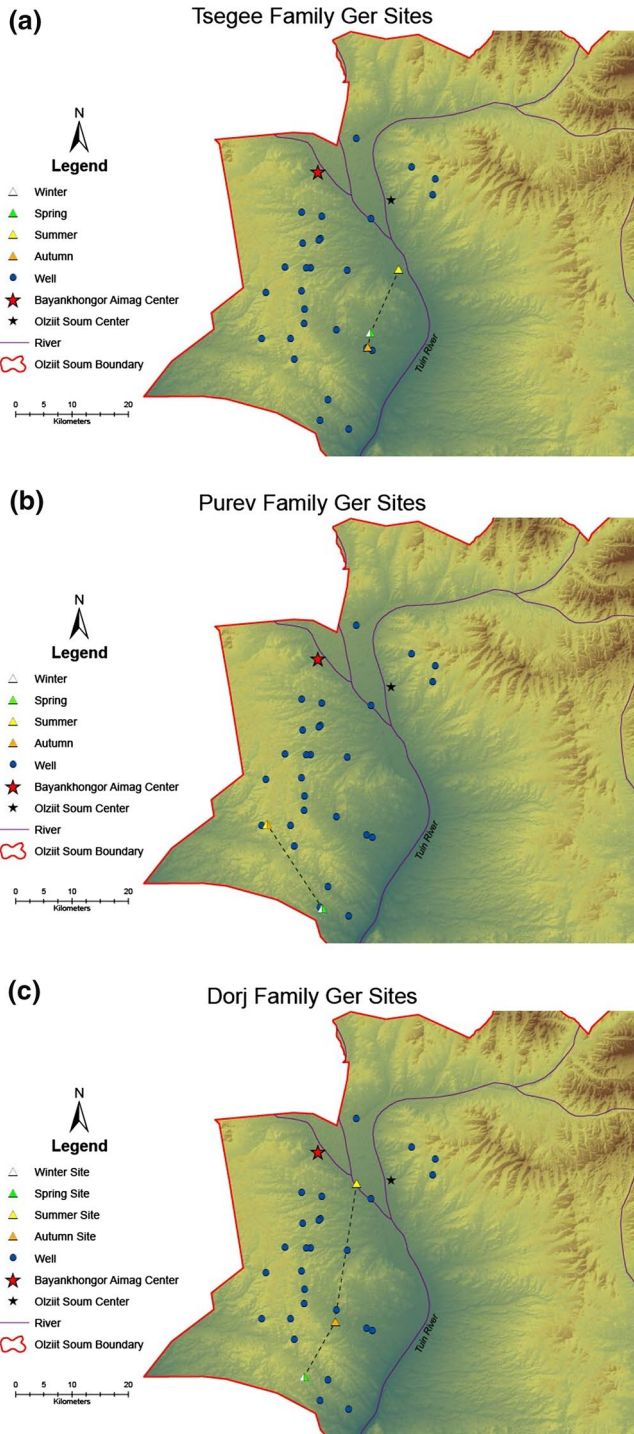 (a)
Tsegee Family Ger Sites
N
Legend
Winter
Spring
Summer
Autumn
Well
Bayankhongor Aimag Center
Olziit Soum Center
River
Olziit Soum Boundary
0 5 10 20
Kilometers
Tuin River
(b)
Purev Family Ger Sites
N
Legend
Winter
Spring
Summer
Autumn
Well
Bayankhongor Aimag Center
Olziit Soum Center
River
Olziit Soum Boundary
0 5 10 20
Kilometers
Tuin River
(c)
Dorj Family Ger Sites
N
Legend
Winter Site
Spring Site
Summer Site
Autumn Site
Well
Bayankhongor Aimag Center
Olziit Soum Center
River
Olziit Soum Boundary
0 5 10 20
Kilometers
Tuin River